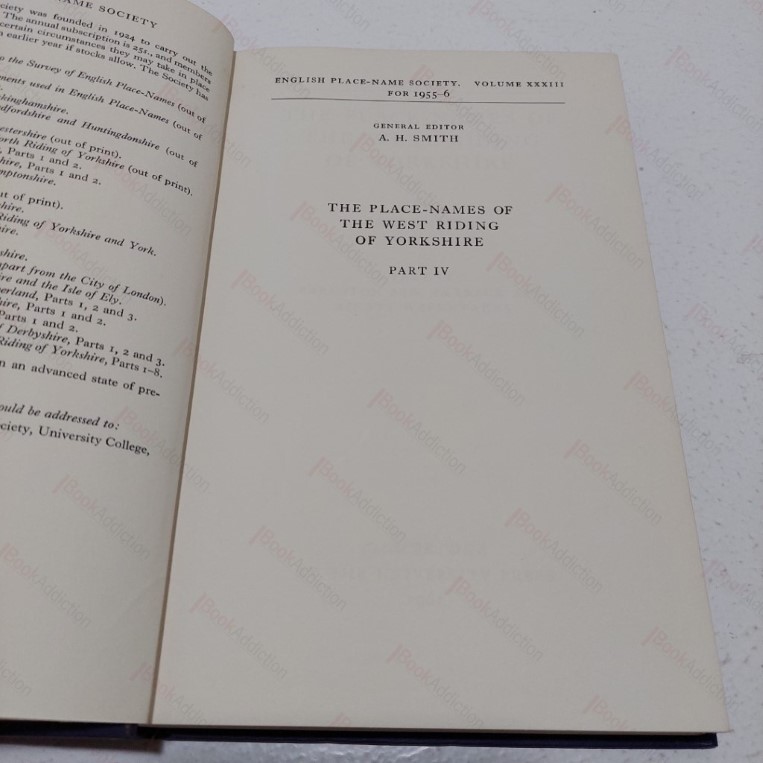 NAME SOCIETY
ciety was founded in 1924 to carry out the
The annual subscription is 25s., and members
certain circumstances they may take in place
n earlier year if stocks allow. The Society has
o the Survey of English Place-Names (out of
ments used in English Place-Names (out of
kinghamshire.
dfordshire and Huntingdonshire (out of
estershire (out of print).
orth Riding of Yorkshire (out of print).
, Parts 1 and 2.
hire, Parts 1 and 2.
mptonshire.
ut of print).
hire.
Riding of Yorkshire and York.
ire.
shire.
part from the City of London).
re and the Isle of Ely.
erland, Parts 1, 2 and 3.
hire, Parts 1 and 2.
Parts 1 and 2.
f Derbyshire, Parts 1, 2 and 3.
Riding of Yorkshire, Parts 1–8.
n an advanced state of pre-
ould be addressed to:
ciety, University College,
ENGLISH PLACE-NAME SOCIETY. VOLUME XXXIII
FOR 1955–6
GENERAL EDITOR
A. H. SMITH
THE PLACE-NAMES OF
THE WEST RIDING
OF YORKSHIRE
PART IV
BookAddiction